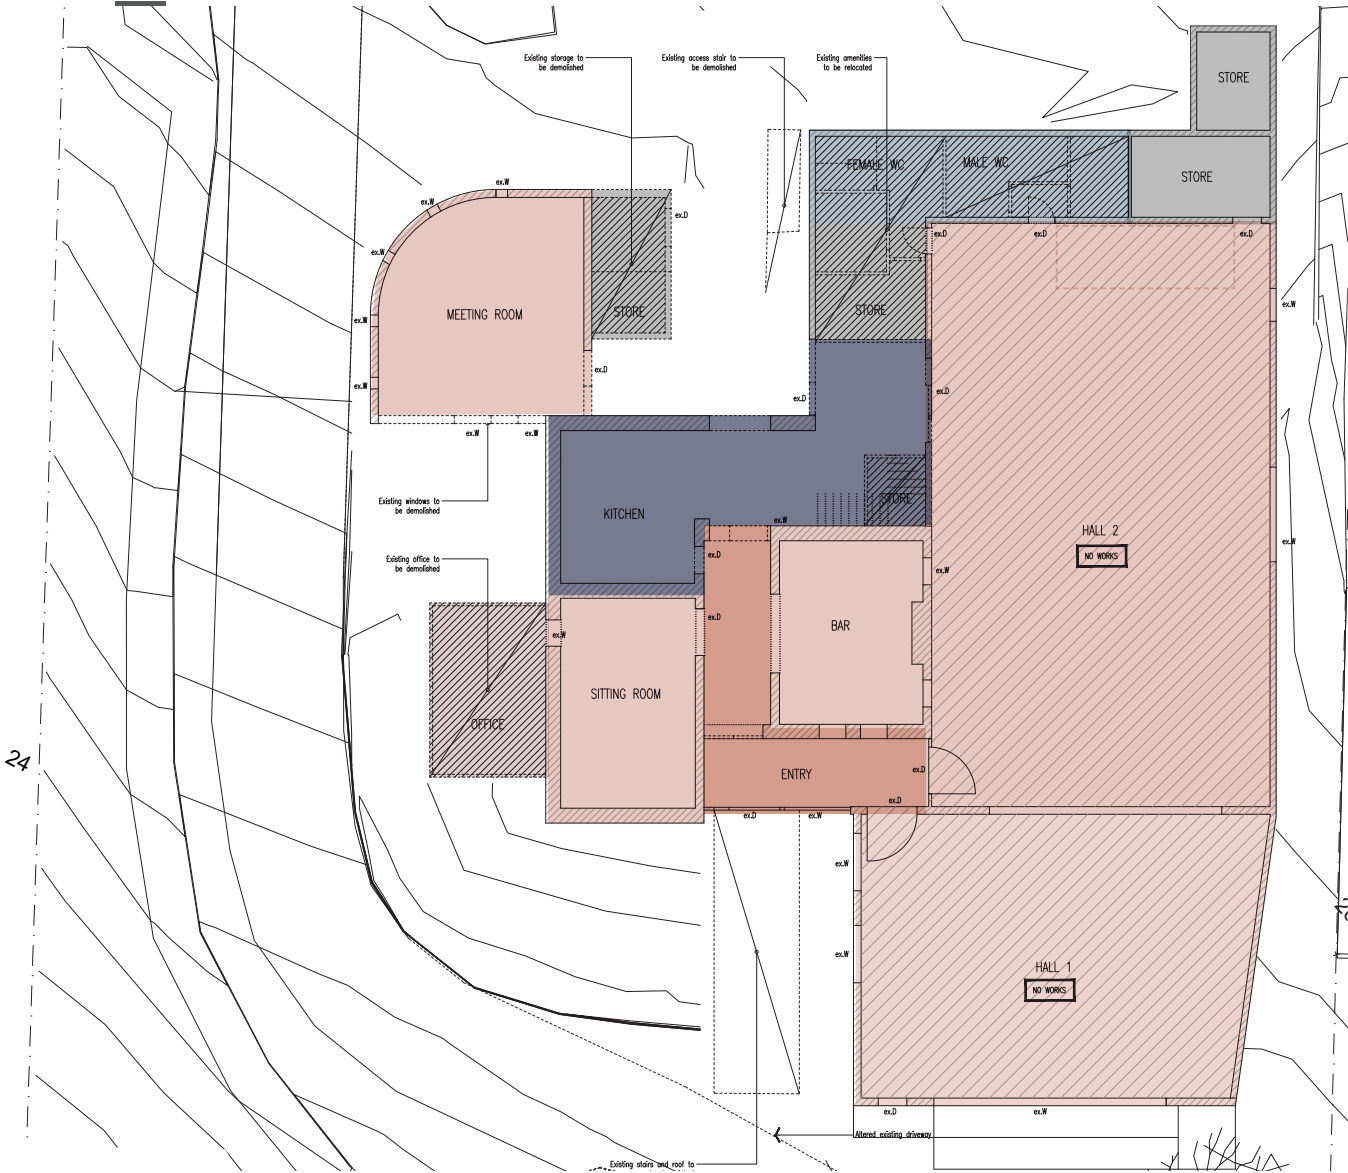 Existing storage to
be demolished
Existing access stair to
be demolished
Existing amenities
to be relocated
STORE
FEMALE WC
MALE WC
STORE
ex.W
ex.W
ex.D
ex.D
ex.D
ex.D
ex.W
MEETING ROOM
STORE
STORE
ex.W
ex.W
ex.D
ex.W
ex.D
ex.D
ex.W
ex.W
Existing windows to
be demolished
KITCHEN
STORE
ex.W
HALL 2
NO WORKS
ex.W
Existing office to
be demolished
ex.D
ex.W
ex.D
BAR
ex.W
SITTING ROOM
OFFICE
24
ENTRY
ex.D
ex.D
ex.D
ex.W
ex.W
ex.W
HALL 1
NO WORKS
ex.D
ex.W
Altered existing driveway
Existing stairs and roof to